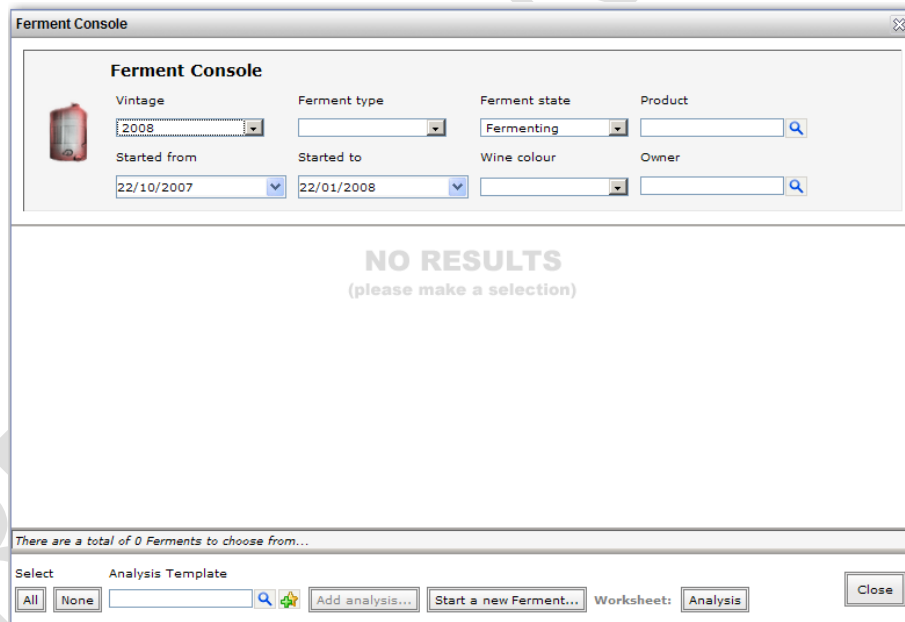 Ferment Console
Ferment Console
Vintage Ferment type Ferment state Product
2008 Fermenting
Started from Started to Wine colour Owner
22/10/2007 22/01/2008
NO RESULTS
(please make a selection)
There are a total of 0 Ferments to choose from...
Select Analysis Template
All None Add analysis... Start a new Ferment... Worksheet: Analysis Close